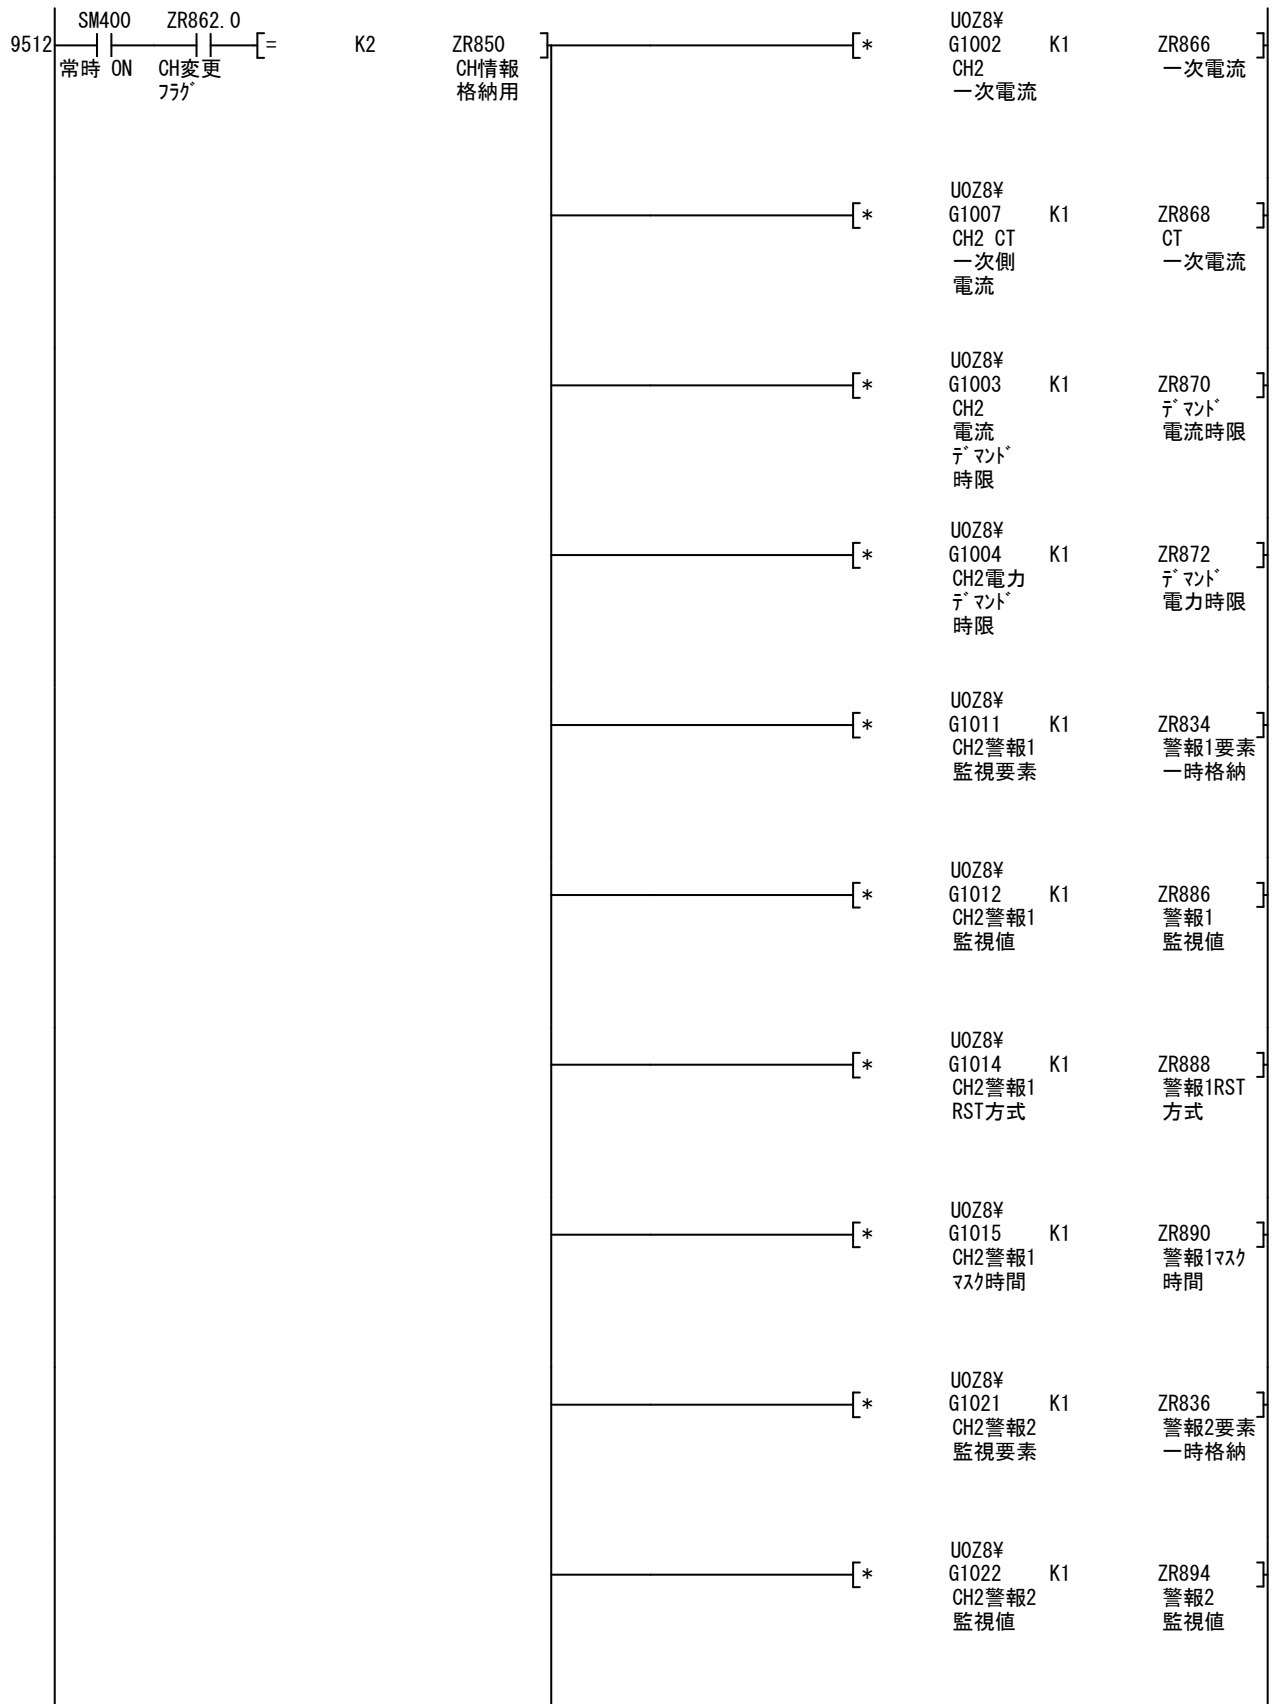 SM400 ZR862.0 U0Z8¥
9512 [= K2 ZR850 ] [* G1002 K1 ZR866 ]
常時 ON CH変更 CH情報 CH2 一次電流
ﾌﾗｸﾞ 格納用 一次電流
U0Z8¥
[* G1007 K1 ZR868 ]
CH2 CT CT
一次側 一次電流
電流
U0Z8¥
[* G1003 K1 ZR870 ]
CH2 ﾃﾞﾏﾝﾄﾞ
電流 電流時限
ﾃﾞﾏﾝﾄﾞ
時限
U0Z8¥
[* G1004 K1 ZR872 ]
CH2電力 ﾃﾞﾏﾝﾄﾞ
ﾃﾞﾏﾝﾄﾞ 電力時限
時限
U0Z8¥
[* G1011 K1 ZR834 ]
CH2警報1 警報1要素
監視要素 一時格納
U0Z8¥
[* G1012 K1 ZR886 ]
CH2警報1 警報1
監視値 監視値
U0Z8¥
[* G1014 K1 ZR888 ]
CH2警報1 警報1RST
RST方式 方式
U0Z8¥
[* G1015 K1 ZR890 ]
CH2警報1 警報1ﾏｽｸ
ﾏｽｸ時間 時間
U0Z8¥
[* G1021 K1 ZR836 ]
CH2警報2 警報2要素
監視要素 一時格納
U0Z8¥
[* G1022 K1 ZR894 ]
CH2警報2 警報2
監視値 監視値